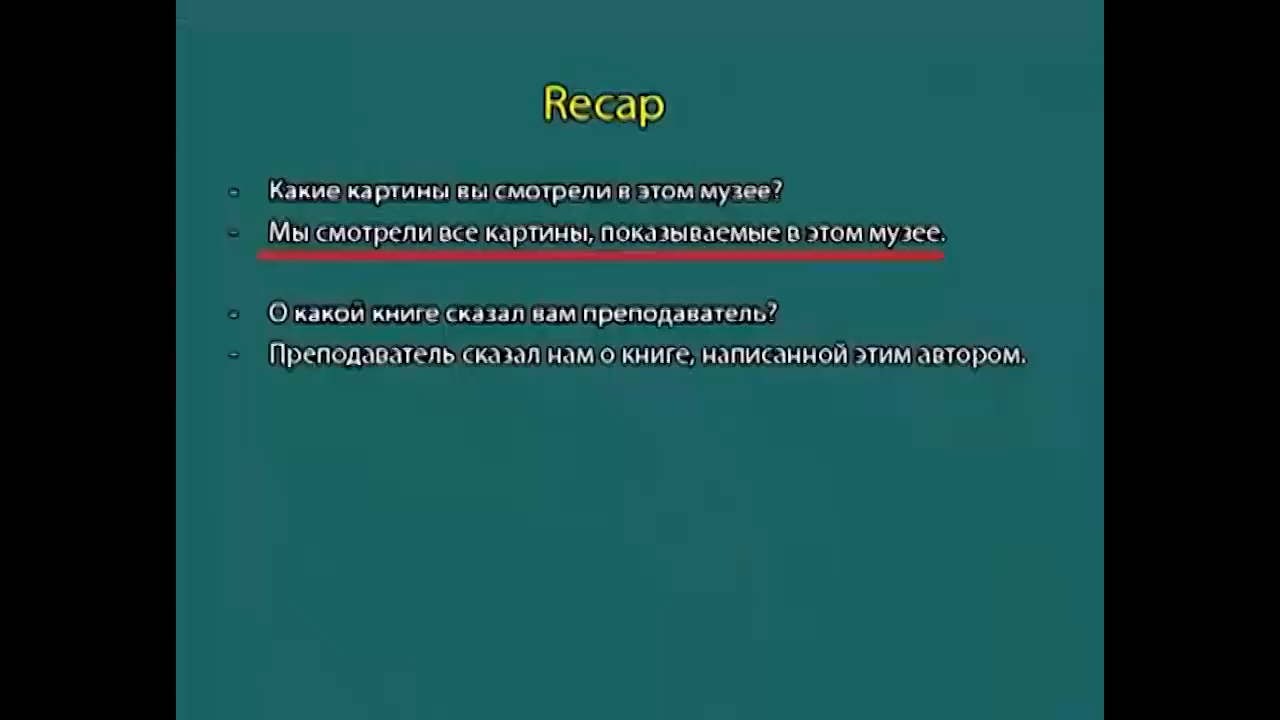 Recap
- Какие картины вы смотрели в этом музее?
- Мы смотрели все картины, показываемые в этом музее.
- О какой книге сказал вам преподаватель?
- Преподаватель сказал нам о книге, написанной этим автором.